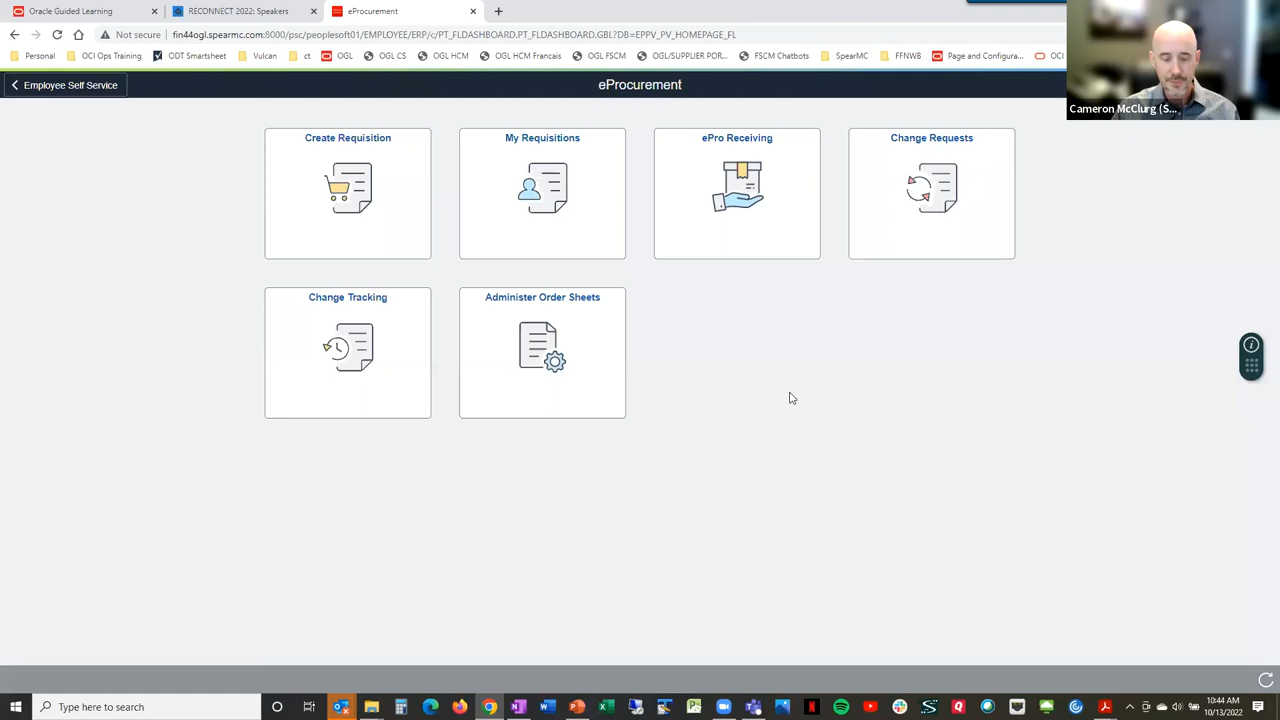 Oracle Guided Learning
RECONNECT 2022: Speakers
eProcurement
Not secure
fin44ogl.spearmc.com:8000/psc/peoplesoft01/EMPLOYEE/ERP/c/PT_FLDASHBOARD.PT_FLDASHBOARD.GBL?DB=EPPV_PV_HOMEPAGE_FL
Personal
OCI Ops Training
ODT Smartsheet
Vulcan
ct
OGL
OGL CS
OGL HCM
OGL HCM Francais
OGL FSCM
OGL/SUPPLIER POR...
FSCM Chatbots
SpearMC
FFNWB
Page and Configura...
OCI
Cameron McClurg (S...
Employee Self Service
eProcurement
Create Requisition
My Requisitions
ePro Receiving
Change Requests
Change Tracking
Administer Order Sheets
Type here to search
10:44 AM
10/13/2022